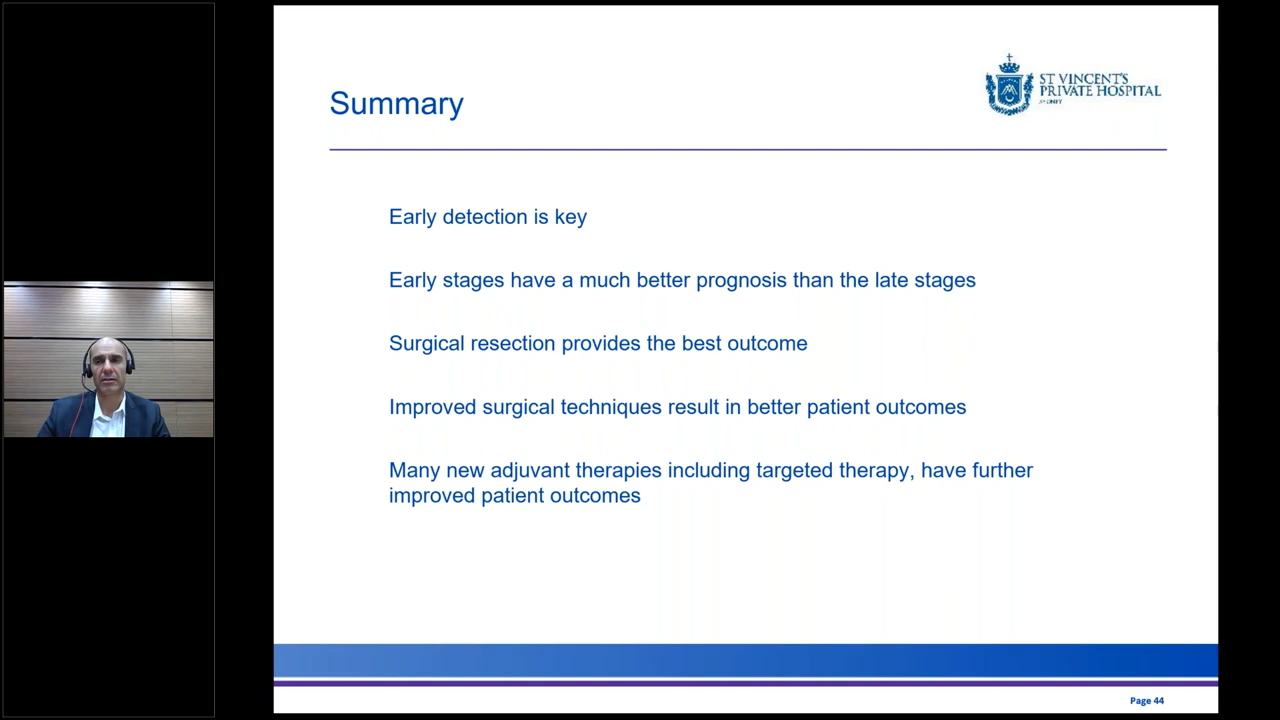 Summary
ST VINCENT'S
PRIVATE HOSPITAL
SYDNEY
Early detection is key
Early stages have a much better prognosis than the late stages
Surgical resection provides the best outcome
Improved surgical techniques result in better patient outcomes
Many new adjuvant therapies including targeted therapy, have further
improved patient outcomes
Page 44